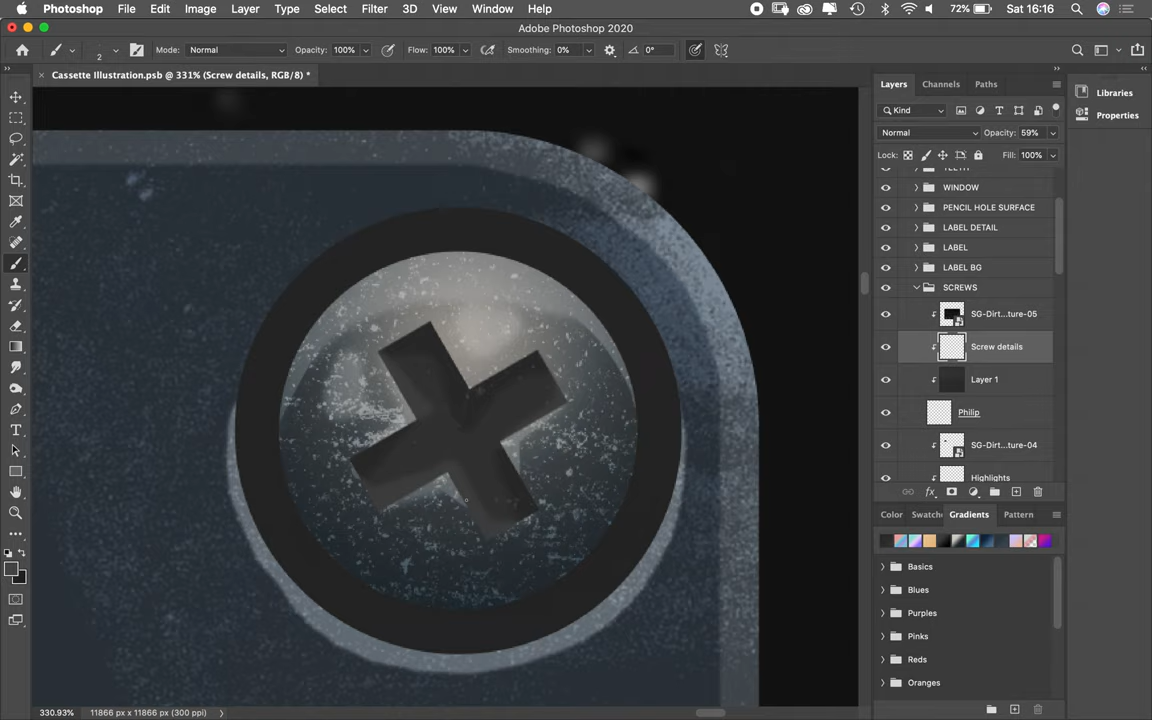 Photoshop File Edit Image Layer Type Select Filter 3D View Window Help 72% Sat 16:16
Adobe Photoshop 2020
2 Mode: Normal Opacity: 100% Flow: 100% Smoothing: 0% 0°
Cassette Illustration.psb @ 331% (Screw details, RGB/8) *
Layers Channels Paths
Libraries
Properties
Kind
Normal Opacity: 59%
Lock: Fill: 100%
TEETH
WINDOW
PENCIL HOLE SURFACE
LABEL DETAIL
LABEL
LABEL BG
SCREWS
SG-Dirt...ture-05
Screw details
Layer 1
Philip
SG-Dirt...ture-04
Highlights
Color Swatch Gradients Pattern
Basics
Blues
Purples
Pinks
Reds
Oranges
330.93% 11866 px x 11866 px (300 ppi)